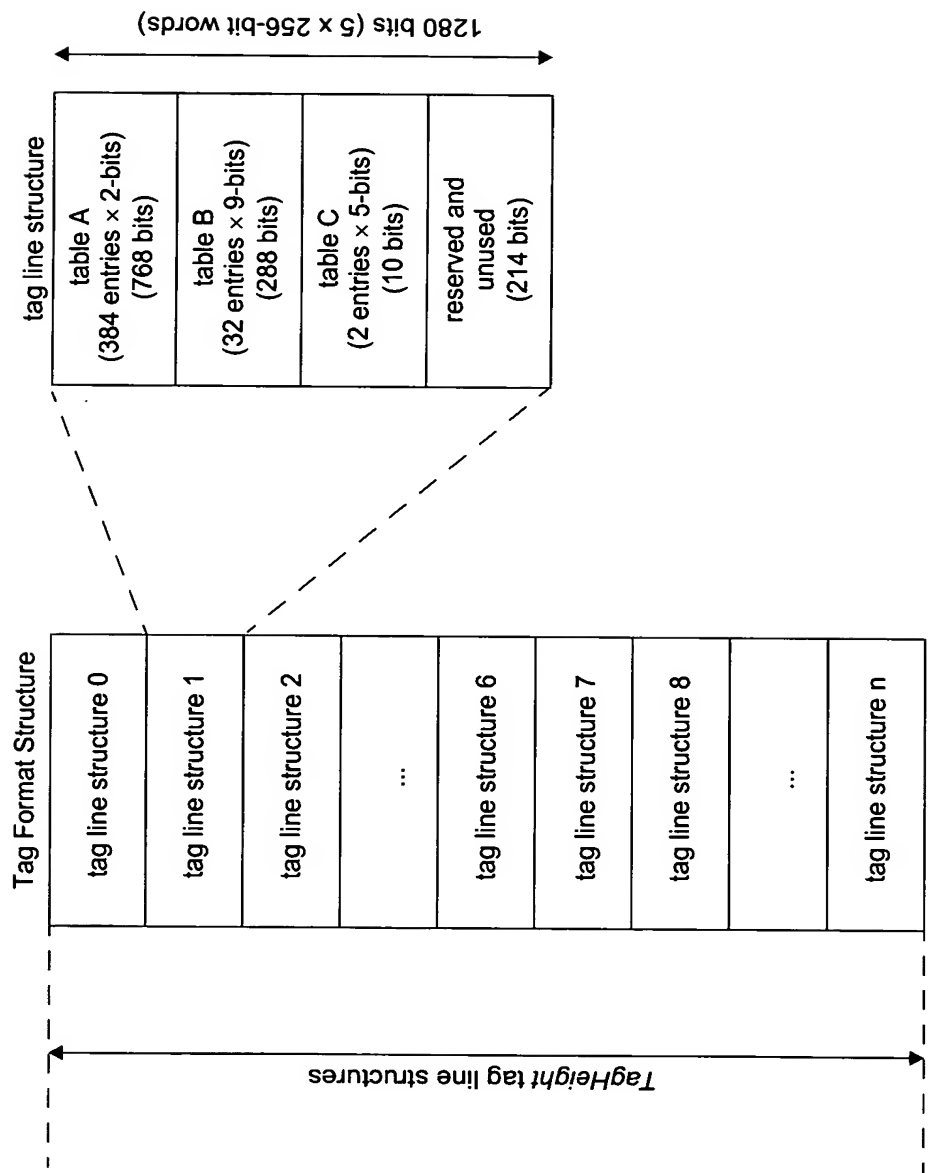 Tag Format Structure
tag line structure 0
tag line structure 1
tag line structure 2
...
tag line structure 6
tag line structure 7
tag line structure 8
...
tag line structure n
TagHeight tag line structures
tag line structure
table A
(384 entries × 2-bits)
(768 bits)
table B
(32 entries × 9-bits)
(288 bits)
table C
(2 entries × 5-bits)
(10 bits)
reserved and
unused
(214 bits)
1280 bits (5 x 256-bit words)